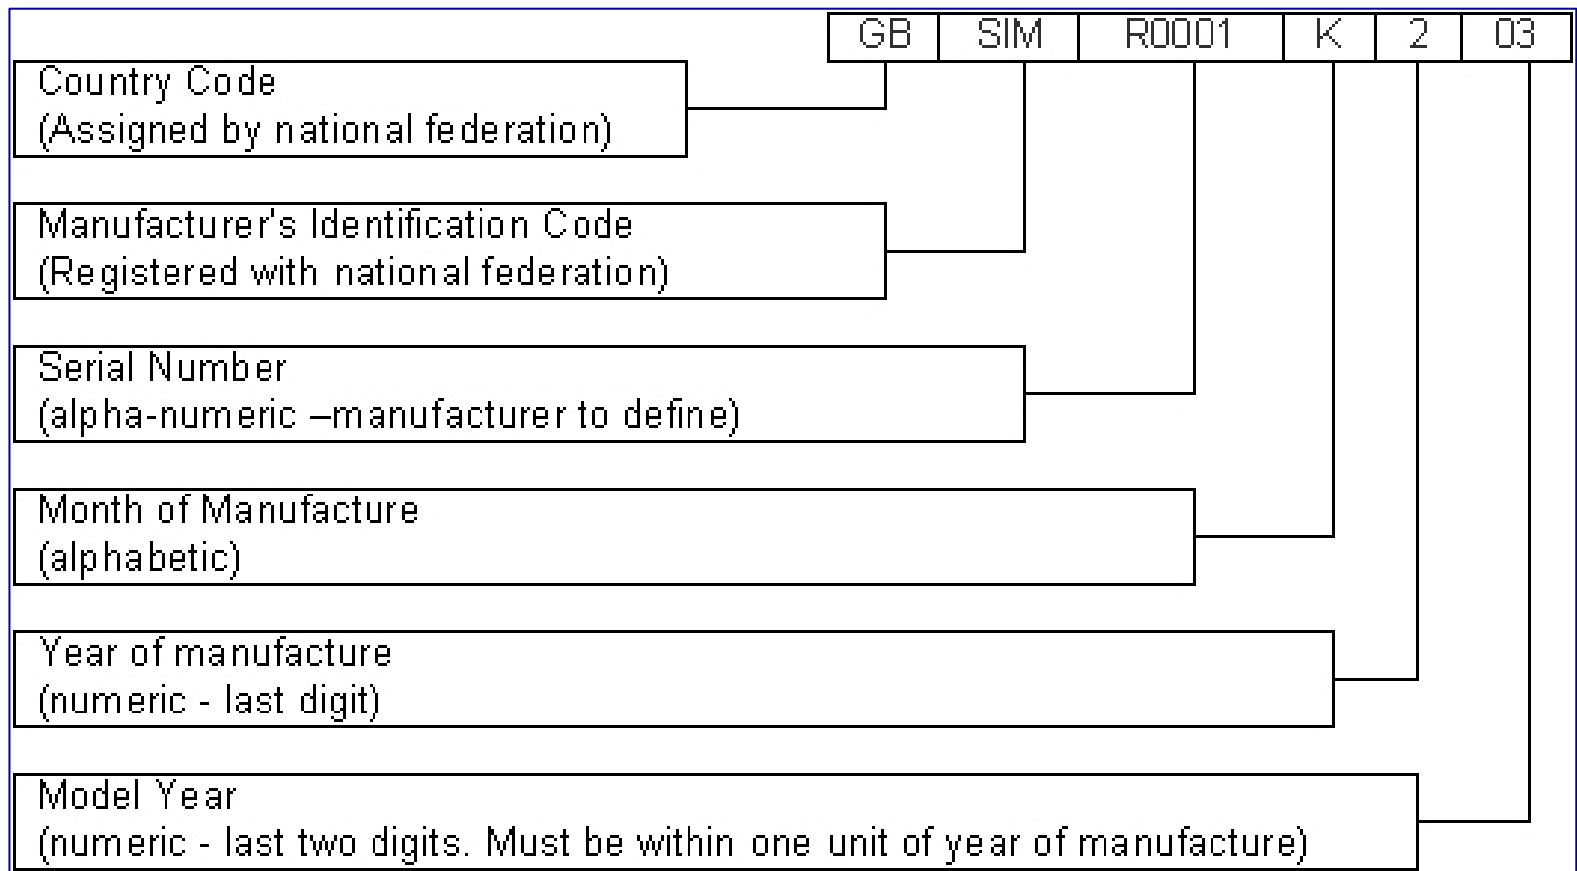 GB SIM R0001 K 2 03
Country Code
(Assigned by national federation)
Manufacturer's Identification Code
(Registered with national federation)
Serial Number
(alpha-numeric –manufacturer to define)
Month of Manufacture
(alphabetic)
Year of manufacture
(numeric - last digit)
Model Year
(numeric - last two digits. Must be within one unit of year of manufacture)